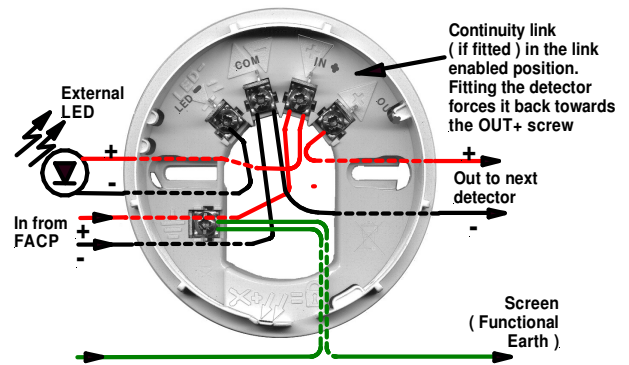 Continuity link
( if fitted ) in the link
enabled position.
Fitting the detector
forces it back towards
the OUT+ screw
External
LED
LED -
COM
-
+
IN
+
+
-
+
Out to next
detector
-
In from
FACP
+
-
Screen
( Functional
Earth )